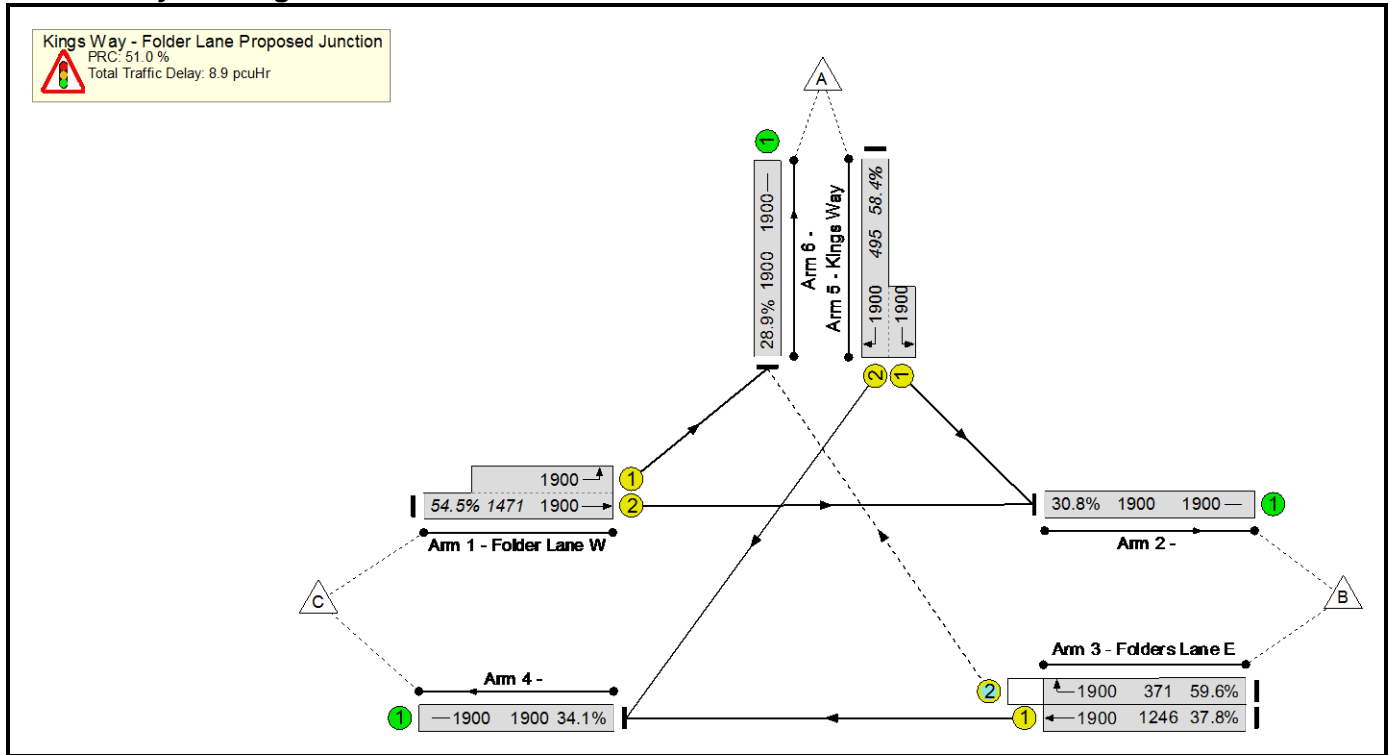 Kings Way - Folder Lane Proposed Junction
PRC: 51.0 %
Total Traffic Delay: 8.9 pcuHr
A
1
28.9% 1900 1900
Arm 6 -
Arm 5 - Kings Way
495 58.4%
1900
1900
2 1
1900 1
54.5% 1471 1900 2
Arm 1 - Folder Lane W
30.8% 1900 1900 1
Arm 2 -
C
B
Arm 3 - Folders Lane E
Arm 4 -
2 1900 371 59.6%
1 1900 1900 34.1%
1 1900 1246 37.8%